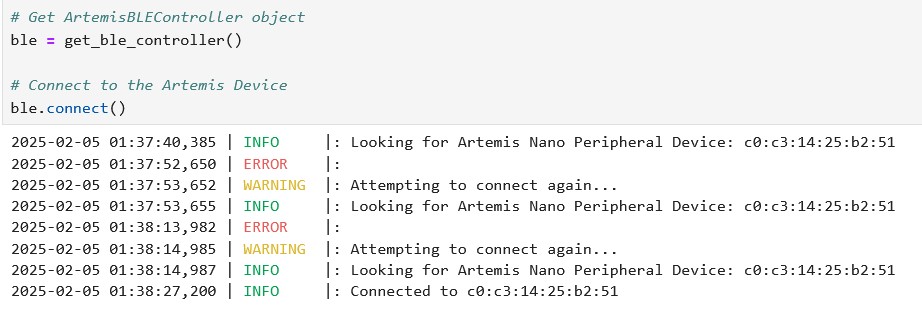 # Get ArtemisBLEController object
ble = get_ble_controller()
# Connect to the Artemis Device
ble.connect()
2025-02-05 01:37:40,385 | INFO     |: Looking for Artemis Nano Peripheral Device: c0:c3:14:25:b2:51
2025-02-05 01:37:52,650 | ERROR    |:
2025-02-05 01:37:53,652 | WARNING  |: Attempting to connect again...
2025-02-05 01:37:53,655 | INFO     |: Looking for Artemis Nano Peripheral Device: c0:c3:14:25:b2:51
2025-02-05 01:38:13,982 | ERROR    |:
2025-02-05 01:38:14,985 | WARNING  |: Attempting to connect again...
2025-02-05 01:38:14,987 | INFO     |: Looking for Artemis Nano Peripheral Device: c0:c3:14:25:b2:51
2025-02-05 01:38:27,200 | INFO     |: Connected to c0:c3:14:25:b2:51